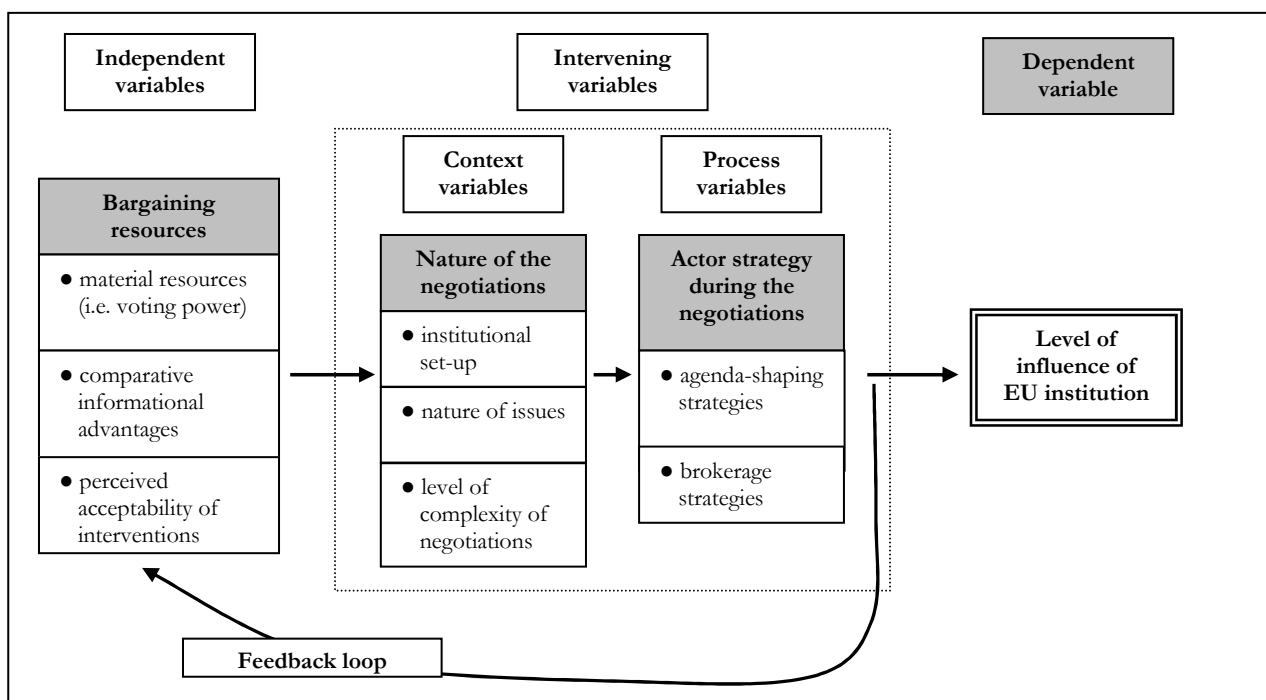 Independent
variables
Intervening
variables
Dependent
variable
Context
variables
Process
variables
Bargaining
resources
● material resources
(i.e. voting power)
● comparative
informational
advantages
● perceived
acceptability of
interventions
Nature of the
negotiations
● institutional
set-up
● nature of issues
● level of
complexity of
negotiations
Actor strategy
during the
negotiations
● agenda-shaping
strategies
● brokerage
strategies
Level of
influence of
EU institution
Feedback loop